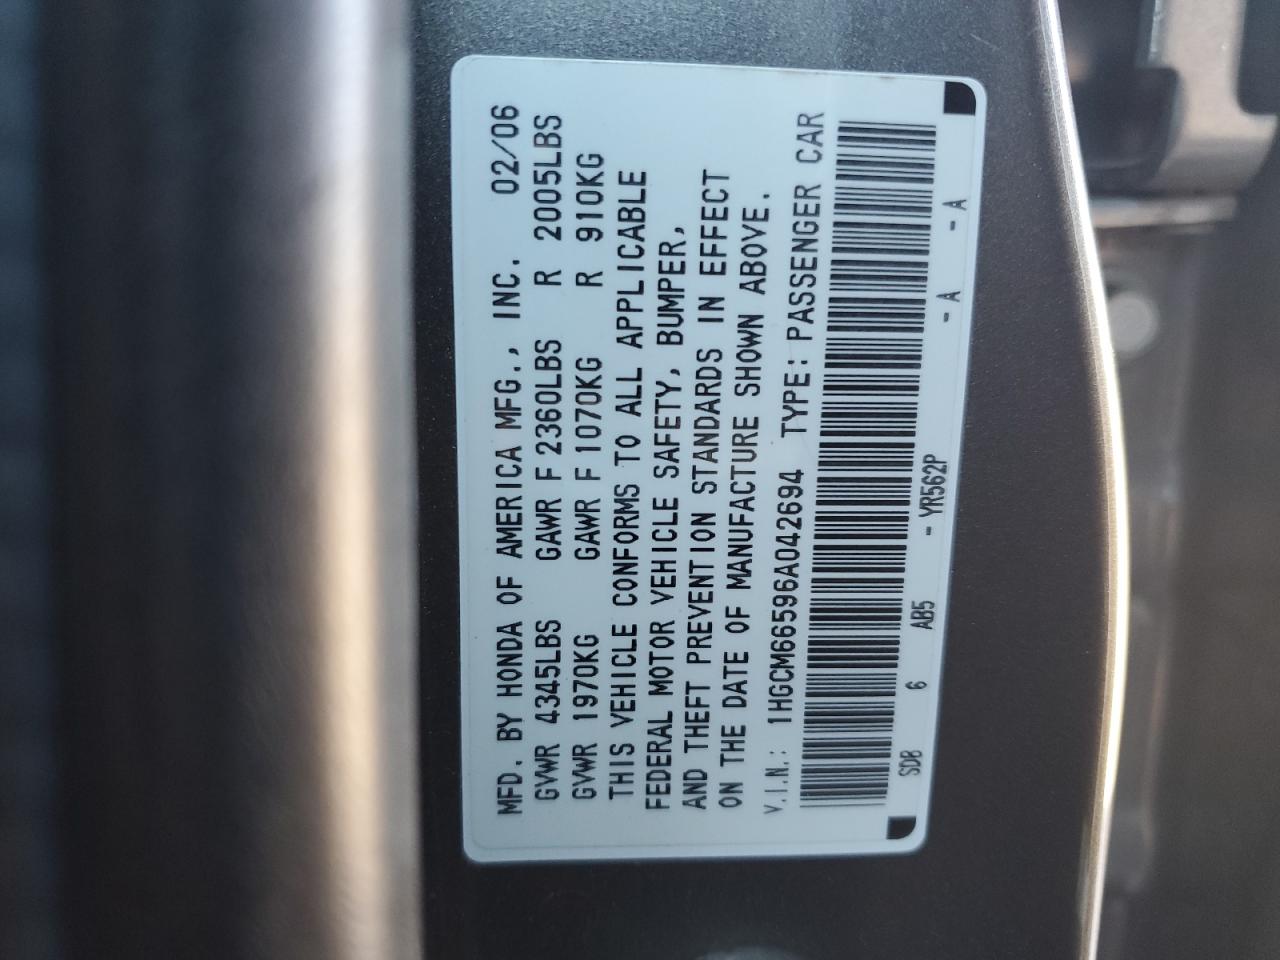 MFD. BY HONDA OF AMERICA MFG., INC. 02/06
GVWR 4345LBS GAWR F 2360LBS R 2005LBS
GVWR 1970KG GAWR F 1070KG R 910KG
THIS VEHICLE CONFORMS TO ALL APPLICABLE
FEDERAL MOTOR VEHICLE SAFETY, BUMPER,
AND THEFT PREVENTION STANDARDS IN EFFECT
ON THE DATE OF MANUFACTURE SHOWN ABOVE.
V.I.N.: 1HGCM66596A042694 TYPE: PASSENGER CAR
SDB 6 AB5 - YR562P - A - A